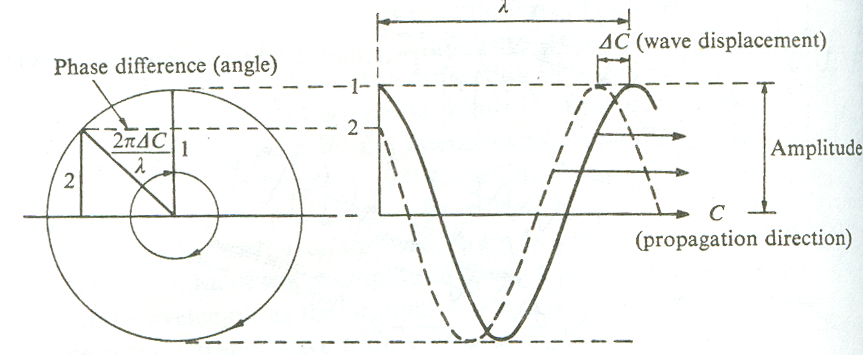 λ
ΔC (wave displacement)
Phase difference (angle)
1
2
2πΔC
λ
1
2
Amplitude
C
(propagation direction)